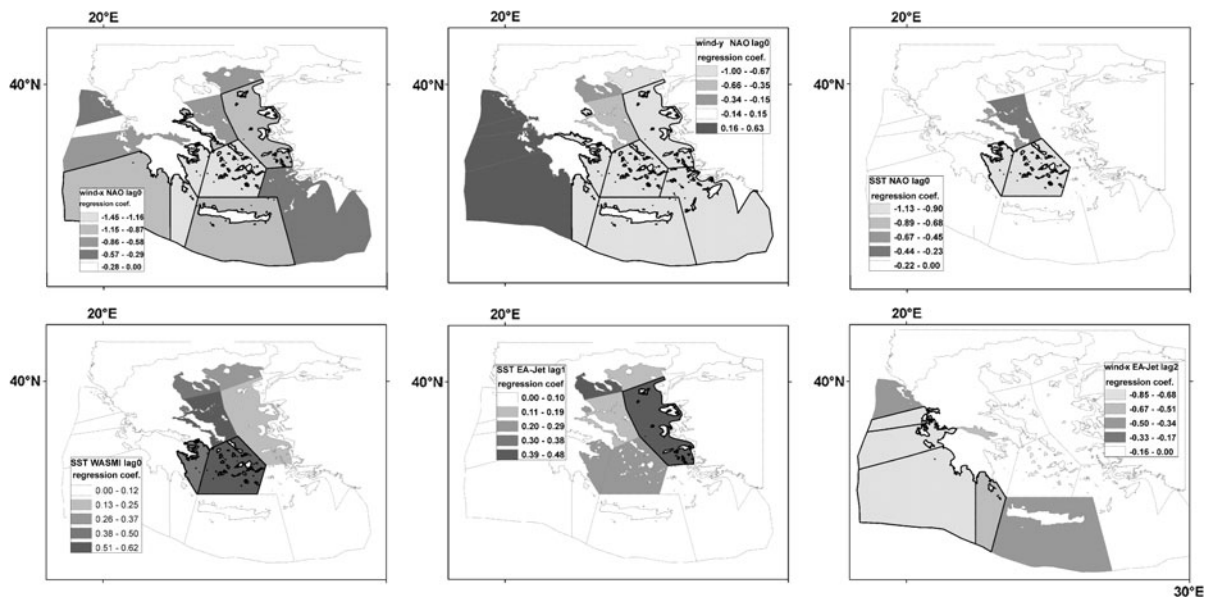 20°E
20°E
20°E
40°N
wind-x NAO lag0
regression coef.
-1.45 - -1.16
-1.15 - -0.87
-0.86 - -0.58
-0.57 - -0.29
-0.28 - 0.00
wind-y NAO lag0
regression coef.
-1.00 - -0.67
-0.66 - -0.35
-0.34 - -0.15
-0.14 - 0.15
0.16 - 0.63
40°N
SST NAO lag0
regression coef.
-1.13 - -0.90
-0.89 - -0.68
-0.67 - -0.45
-0.44 - -0.23
-0.22 - 0.00
40°N
20°E
20°E
20°E
40°N
SST WASMI lag0
regression coef.
0.00 - 0.12
0.13 - 0.25
0.26 - 0.37
0.38 - 0.50
0.51 - 0.62
40°N
SST EA-Jet lag1
regression coef.
0.00 - 0.10
0.11 - 0.19
0.20 - 0.29
0.30 - 0.38
0.39 - 0.48
40°N
wind-x EA-Jet lag2
regression coef.
-0.85 - -0.68
-0.67 - -0.51
-0.50 - -0.34
-0.33 - -0.17
-0.16 - 0.00
30°E